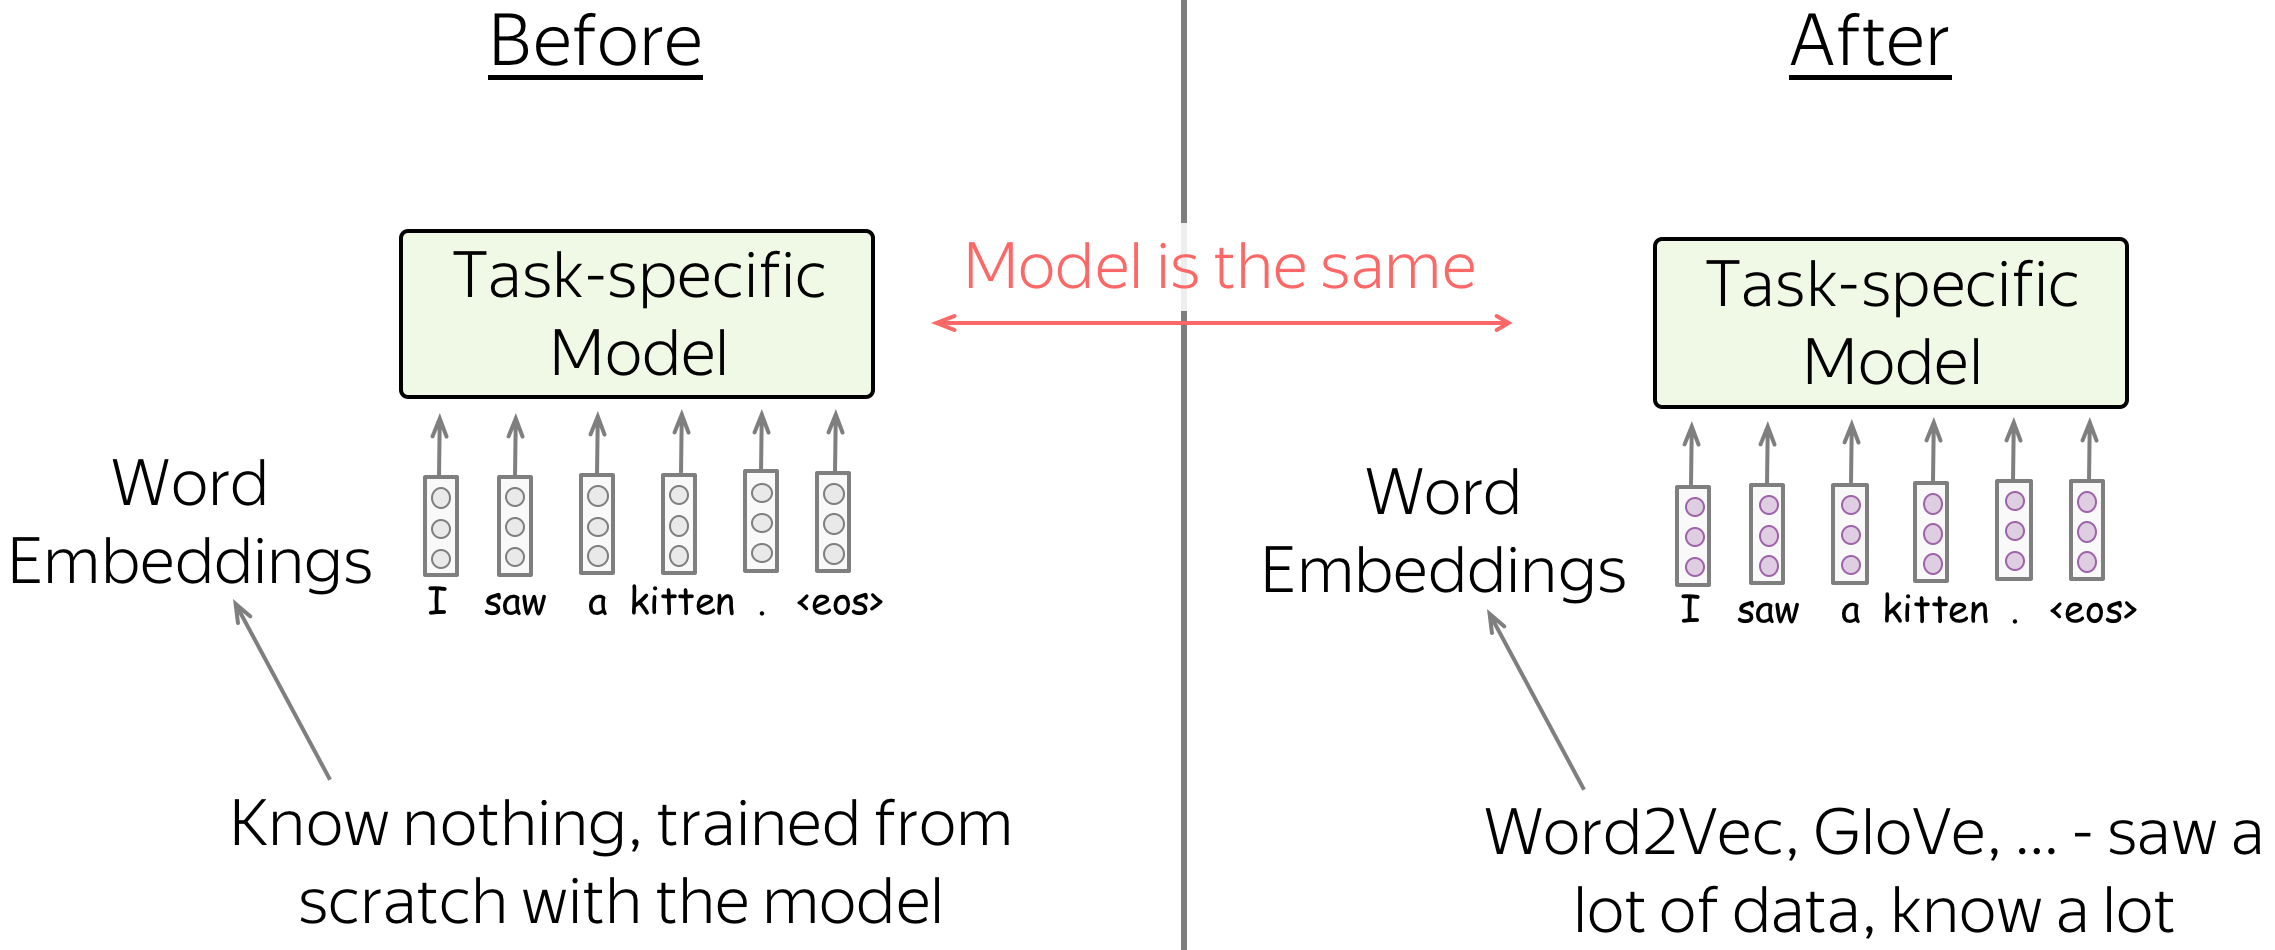 Before
Task-specific
Model
Word
Embeddings
I saw a kitten . <eos>
Know nothing, trained from
scratch with the model
Model is the same
After
Task-specific
Model
Word
Embeddings
I saw a kitten . <eos>
Word2Vec, GloVe, ... - saw a
lot of data, know a lot